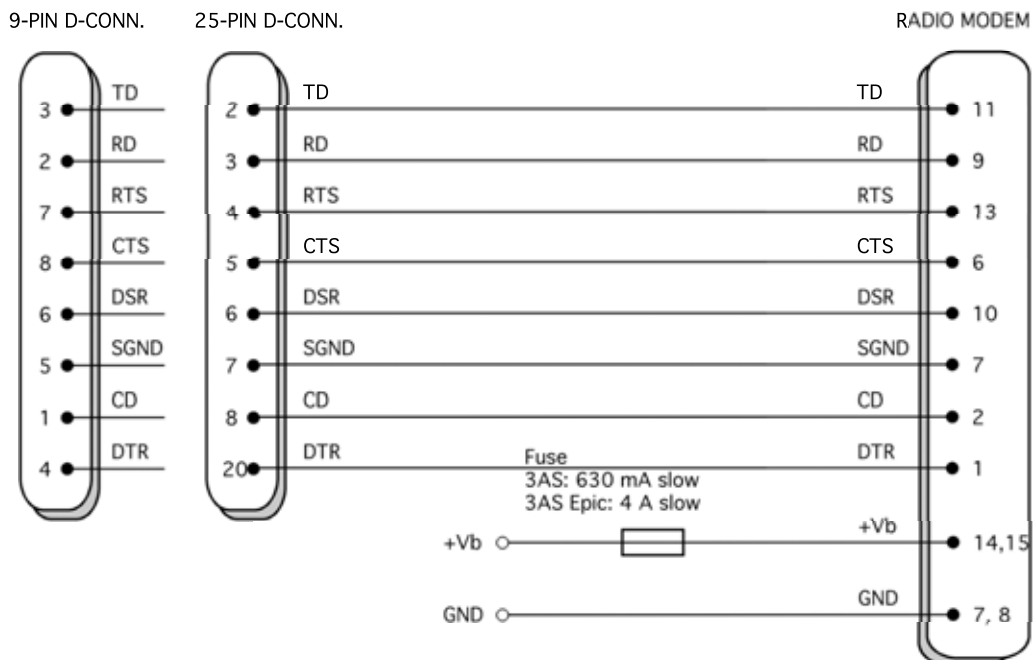 9-PIN D-CONN. 25-PIN D-CONN. RADIO MODEM
3 TD 2 TD TD 11
2 RD 3 RD RD 9
7 RTS 4 RTS RTS 13
8 CTS 5 CTS CTS 6
6 DSR 6 DSR DSR 10
5 SGND 7 SGND SGND 7
1 CD 8 CD CD 2
4 DTR 20 DTR DTR 1
Fuse
3AS: 630 mA slow
3AS Epic: 4 A slow
+Vb +Vb 14,15
GND GND 7, 8